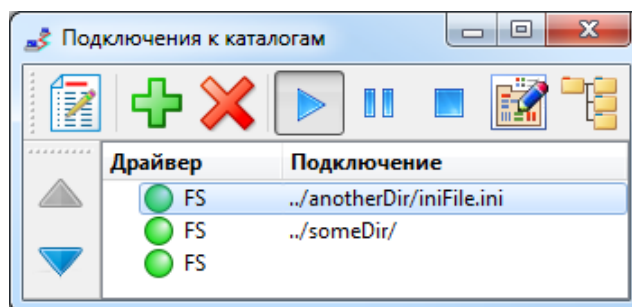 Подключения к каталогам
Драйвер Подключение
FS ../anotherDir/iniFile.ini
FS ../someDir/
FS